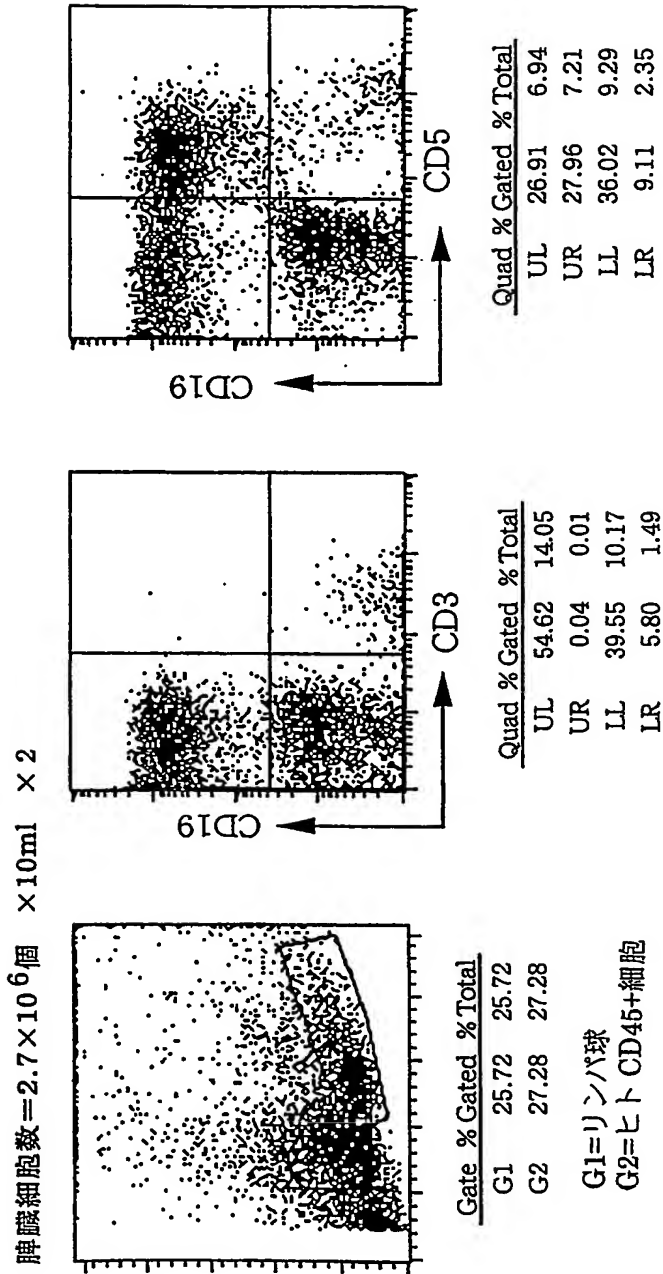 脾臓細胞数=2.7×10⁶個 ×10ml ×2
Gate % Gated % Total
G1 25.72 25.72
G2 27.28 27.28
G1=リンパ球
G2=ヒト CD45+細胞
CD19
CD3
Quad % Gated % Total
UL 54.62 14.05
UR 0.04 0.01
LL 39.55 10.17
LR 5.80 1.49
CD19
CD5
Quad % Gated % Total
UL 26.91 6.94
UR 27.96 7.21
LL 36.02 9.29
LR 9.11 2.35